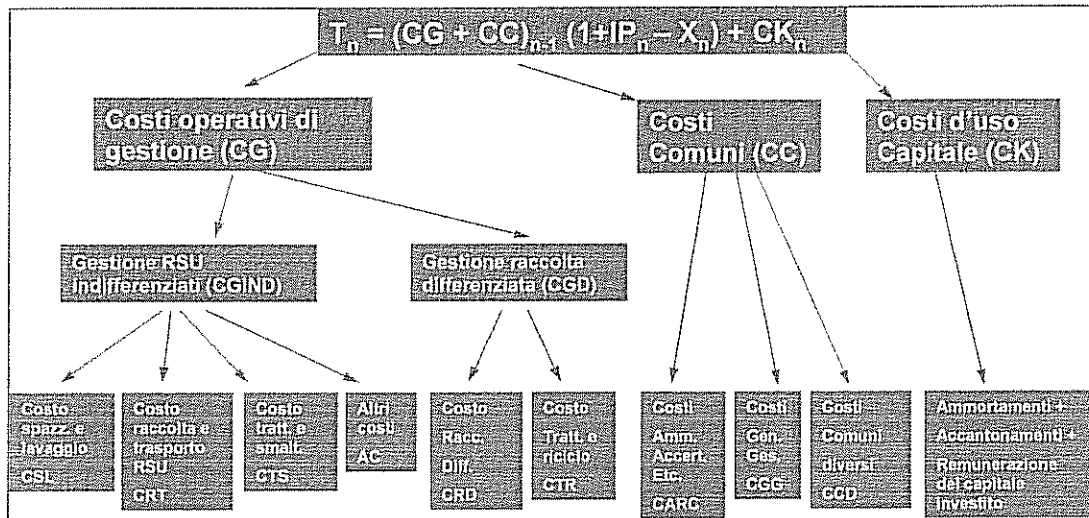 Tn = (CG + CC)n-1 (1+IPn – Xn) + CKn
Costi operativi di
gestione (CG)
Costi
Comuni (CC)
Costi d'uso
Capitale (CK)
Gestione RSU
indifferenziati (CGIND)
Gestione raccolta
differenziata (CGD)
Costo
spazz. e
lavaggio
CSL
Costo
raccolta e
trasporto
RSU
CRT
Costo
tratt. e
smalt.
CTS
Altri
costi
AC
Costo
Racc.
Diff.
CRD
Costo
Tratt. e
riciclo
CTR
Costi
Amm.
Accert.
Etc.
CARC
Costi
Gen.
Ges.
CGG
Costi
Comuni
diversi
CCD
Ammortamenti +
Accantonamenti +
Remunerazione
del capitale
investito